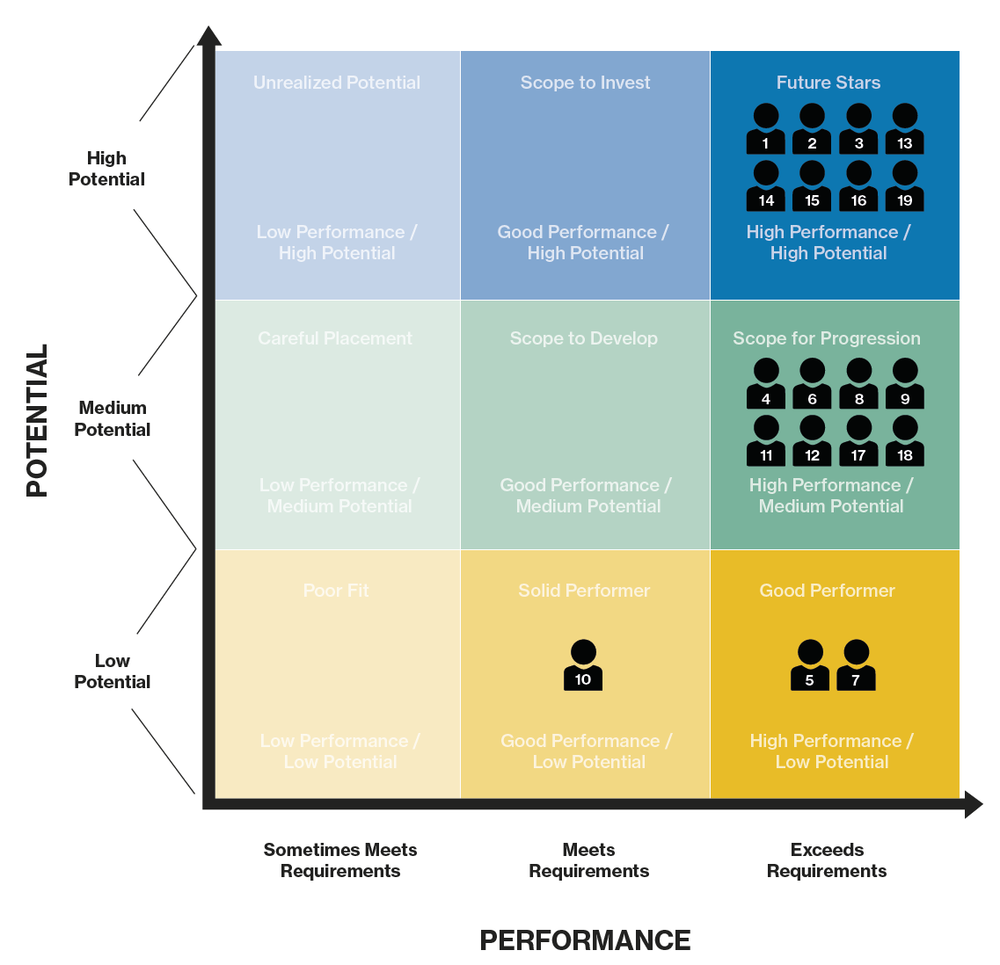 Unrealized Potential
Scope to Invest
Future Stars
1 2 3 13
14 15 16 19
High
Potential
Low Performance /
High Potential
Good Performance /
High Potential
High Performance /
High Potential
Careful Placement
Scope to Develop
Scope for Progression
4 6 8 9
11 12 17 18
POTENTIAL
Medium
Potential
Low Performance /
Medium Potential
Good Performance /
Medium Potential
High Performance /
Medium Potential
Poor Fit
Solid Performer
Good Performer
10
5 7
Low
Potential
Low Performance /
Low Potential
Good Performance /
Low Potential
High Performance /
Low Potential
Sometimes Meets
Requirements
Meets
Requirements
Exceeds
Requirements
PERFORMANCE